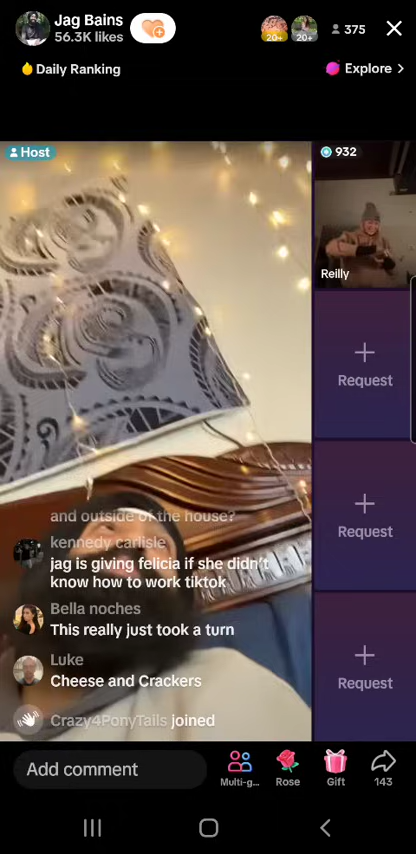 Jag Bains
56.3K likes
20+
20+
375
Daily Ranking
Explore >
Host
932
Reilly
Request
Request
Request
and outside of the house?
kennedy carlisle
jag is giving felicia if she didn't
know how to work tiktok
Bella noches
This really just took a turn
Luke
Cheese and Crackers
Crazy4PonyTails joined
Add comment
Multi-g...
Rose
Gift
143